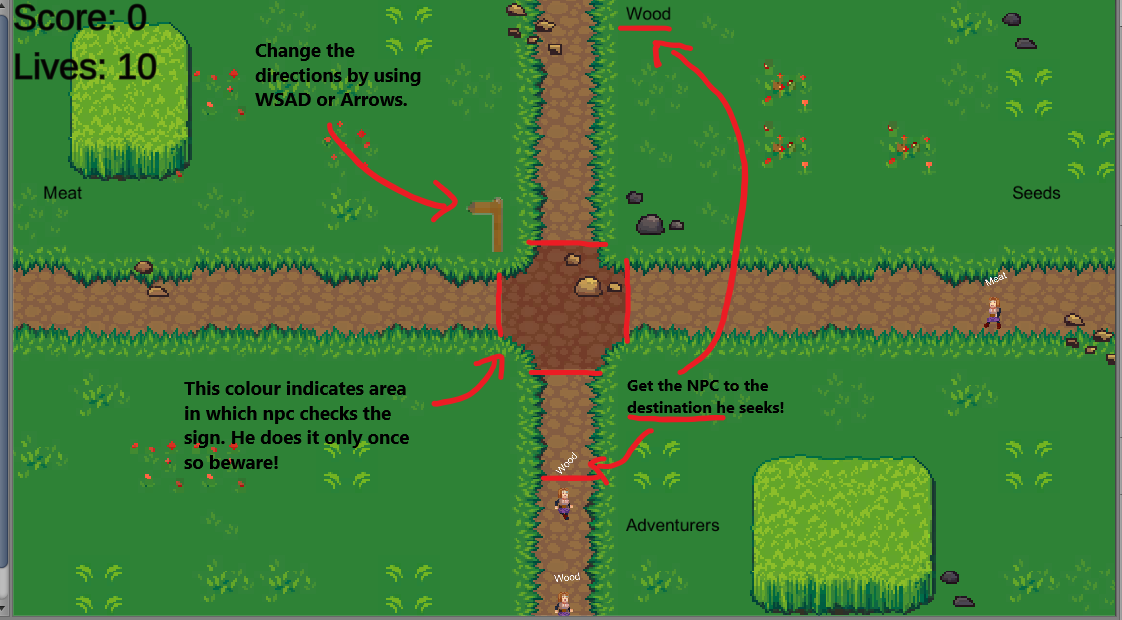 Score: 0
Lives: 10
Wood
Change the
directions by using
WSAD or Arrows.
Meat
Seeds
Meat
This colour indicates area
in which npc checks the
sign. He does it only once
so beware!
Get the NPC to the
destination he seeks!
Wood
Adventurers
Wood